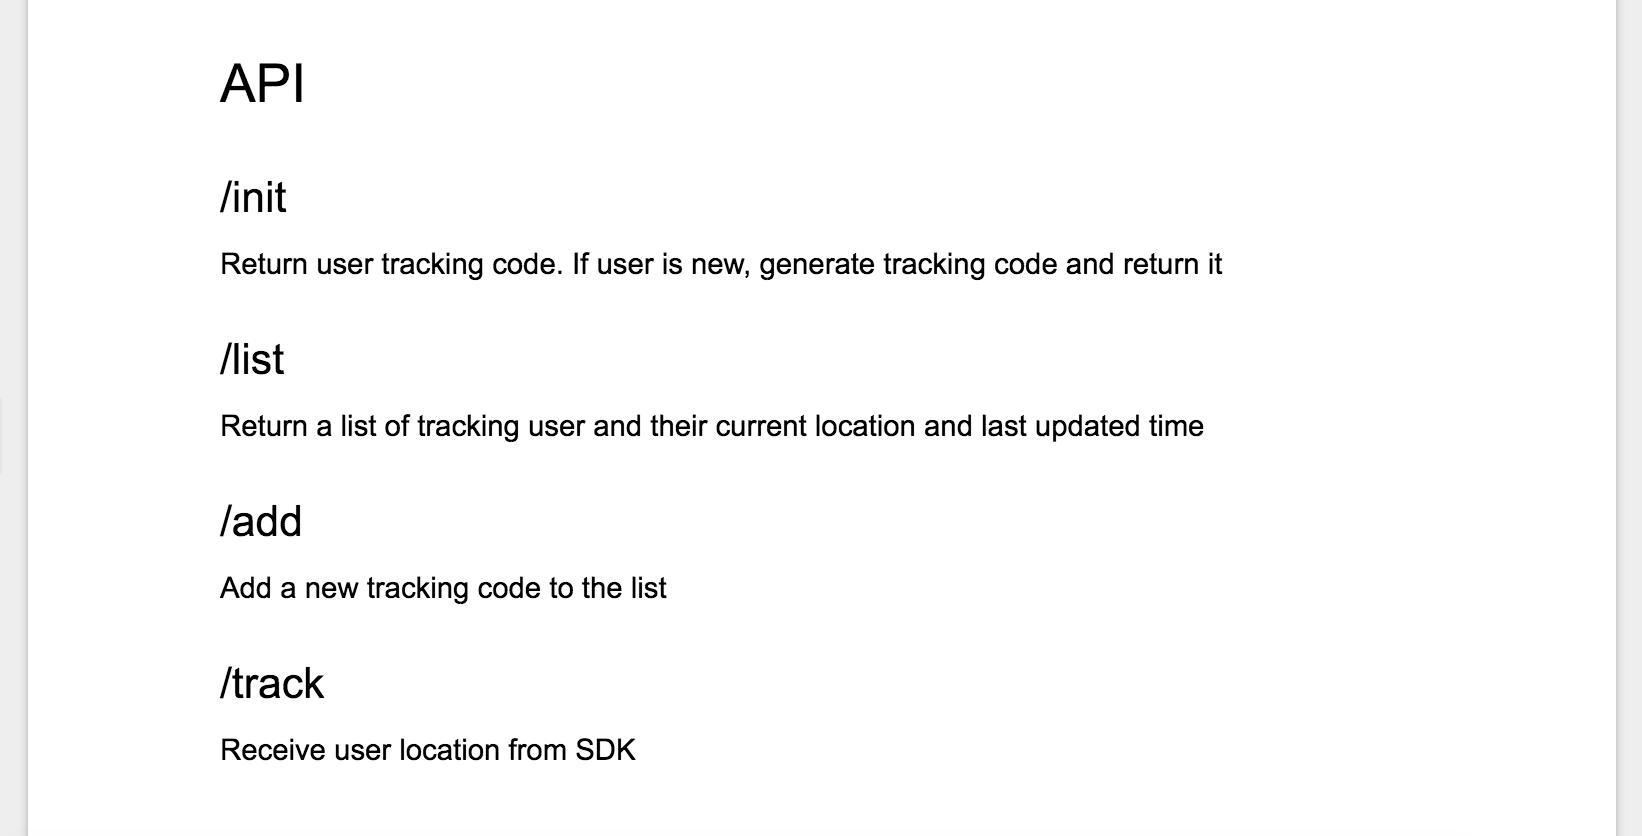 API
/init
Return user tracking code. If user is new, generate tracking code and return it
/list
Return a list of tracking user and their current location and last updated time
/add
Add a new tracking code to the list
/track
Receive user location from SDK